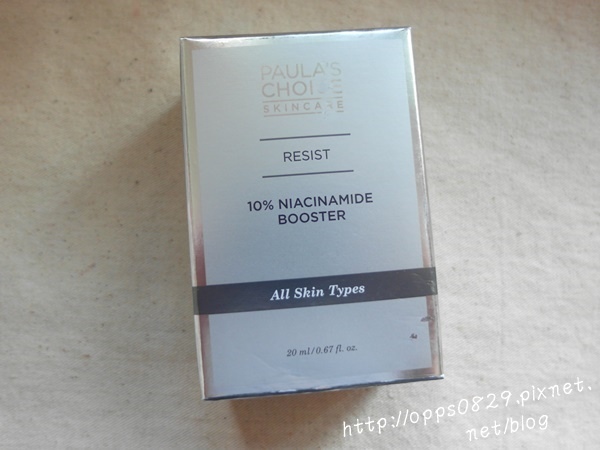 PAULA'S
CHOICE
SKINCARE
RESIST
10% NIACINAMIDE
BOOSTER
All Skin Types
20 ml/0.67 fl. oz.
http://opps0829.pixnet.
net/blog